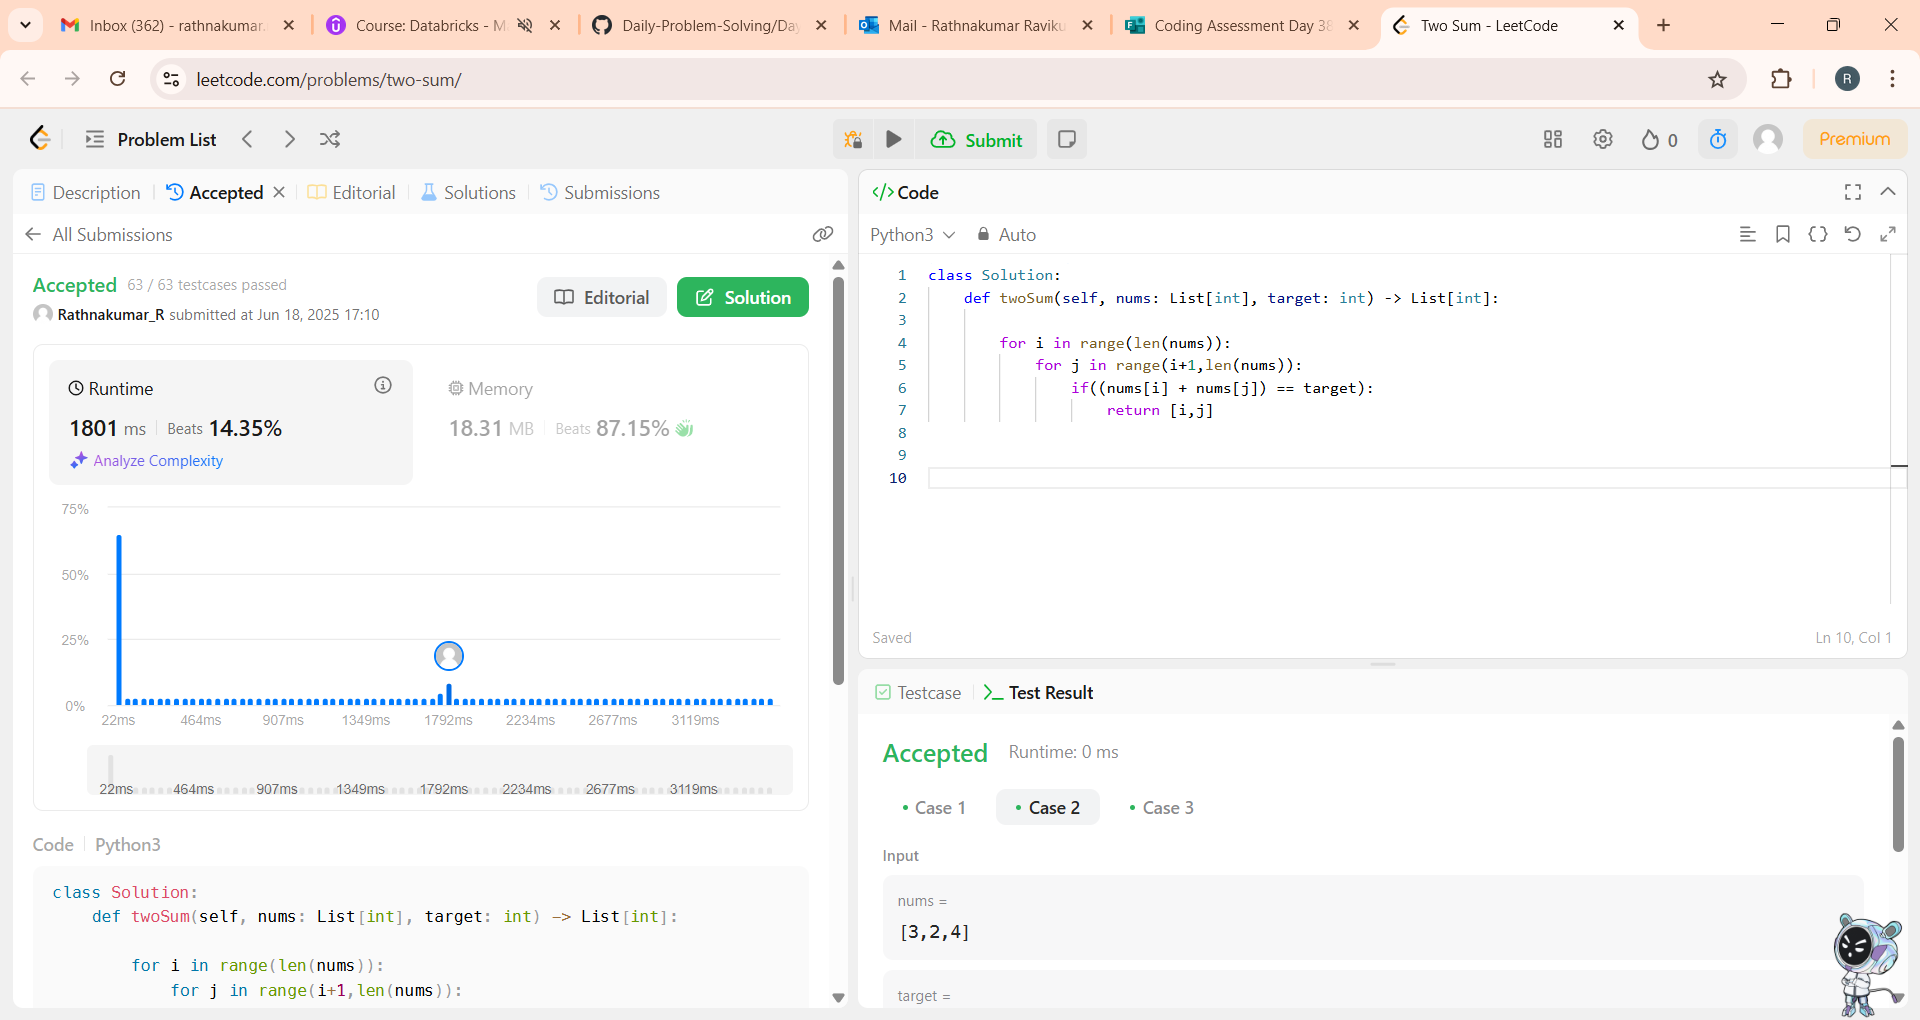 Inbox (362) - rathnakumar.
Course: Databricks - M
Daily-Problem-Solving/Day
Mail - Rathnakumar Raviku
Coding Assessment Day 38
Two Sum - LeetCode
leetcode.com/problems/two-sum/
R
Problem List
Submit
0
Premium
Description
Accepted
Editorial
Solutions
Submissions
All Submissions
Accepted 63 / 63 testcases passed
Rathnakumar_R submitted at Jun 18, 2025 17:10
Editorial
Solution
Runtime
1801 ms Beats 14.35%
Analyze Complexity
Memory
18.31 MB Beats 87.15%
75%
50%
25%
0%
22ms 464ms 907ms 1349ms 1792ms 2234ms 2677ms 3119ms
22ms 464ms 907ms 1349ms 1792ms 2234ms 2677ms 3119ms
Code Python3
class Solution:
def twoSum(self, nums: List[int], target: int) -> List[int]:
for i in range(len(nums)):
for j in range(i+1,len(nums)):
</>Code
Python3
Auto
1 class Solution:
2 def twoSum(self, nums: List[int], target: int) -> List[int]:
3
4 for i in range(len(nums)):
5 for j in range(i+1,len(nums)):
6 if((nums[i] + nums[j]) == target):
7 return [i,j]
8
9
10
Saved
Ln 10, Col 1
Testcase
Test Result
Accepted Runtime: 0 ms
Case 1
Case 2
Case 3
Input
nums =
[3,2,4]
target =